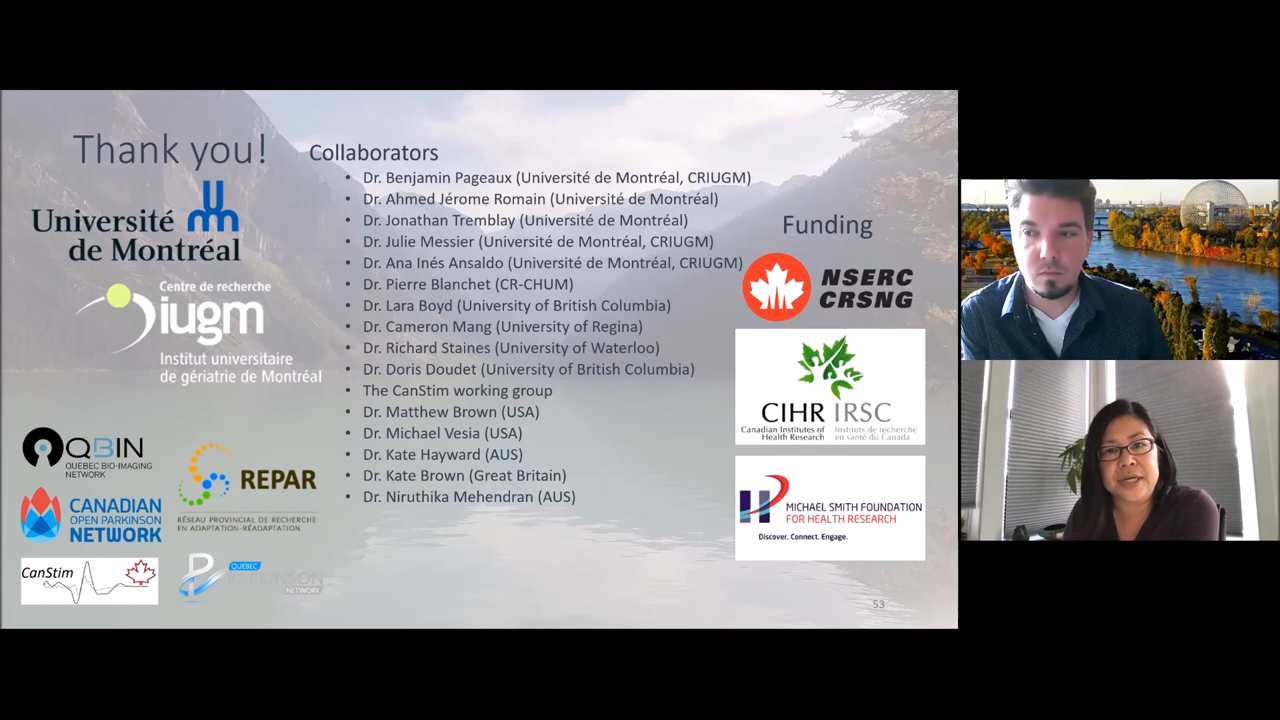 Thank you!
Université
de Montréal
Centre de recherche
iugm
Institut universitaire
de gériatrie de Montréal
QBIN
QUEBEC BIO-IMAGING
NETWORK
CANADIAN
OPEN PARKINSON
NETWORK
REPAR
RÉSEAU PROVINCIAL DE RECHERCHE
EN ADAPTATION-RÉADAPTATION
CanStim
QUEBEC
PARKINSON
NETWORK
Collaborators
• Dr. Benjamin Pageaux (Université de Montréal, CRIUGM)
• Dr. Ahmed Jérome Romain (Université de Montréal)
• Dr. Jonathan Tremblay (Université de Montréal)
• Dr. Julie Messier (Université de Montréal, CRIUGM)
• Dr. Ana Inés Ansaldo (Université de Montréal, CRIUGM)
• Dr. Pierre Blanchet (CR-CHUM)
• Dr. Lara Boyd (University of British Columbia)
• Dr. Cameron Mang (University of Regina)
• Dr. Richard Staines (University of Waterloo)
• Dr. Doris Doudet (University of British Columbia)
• The CanStim working group
• Dr. Matthew Brown (USA)
• Dr. Michael Vesia (USA)
• Dr. Kate Hayward (AUS)
• Dr. Kate Brown (Great Britain)
• Dr. Niruthika Mehendran (AUS)
Funding
NSERC
CRSNG
CIHR IRSC
Canadian Institutes of Instituts de recherche
Health Research en santé du Canada
MICHAEL SMITH FOUNDATION
FOR HEALTH RESEARCH
Discover. Connect. Engage.
53